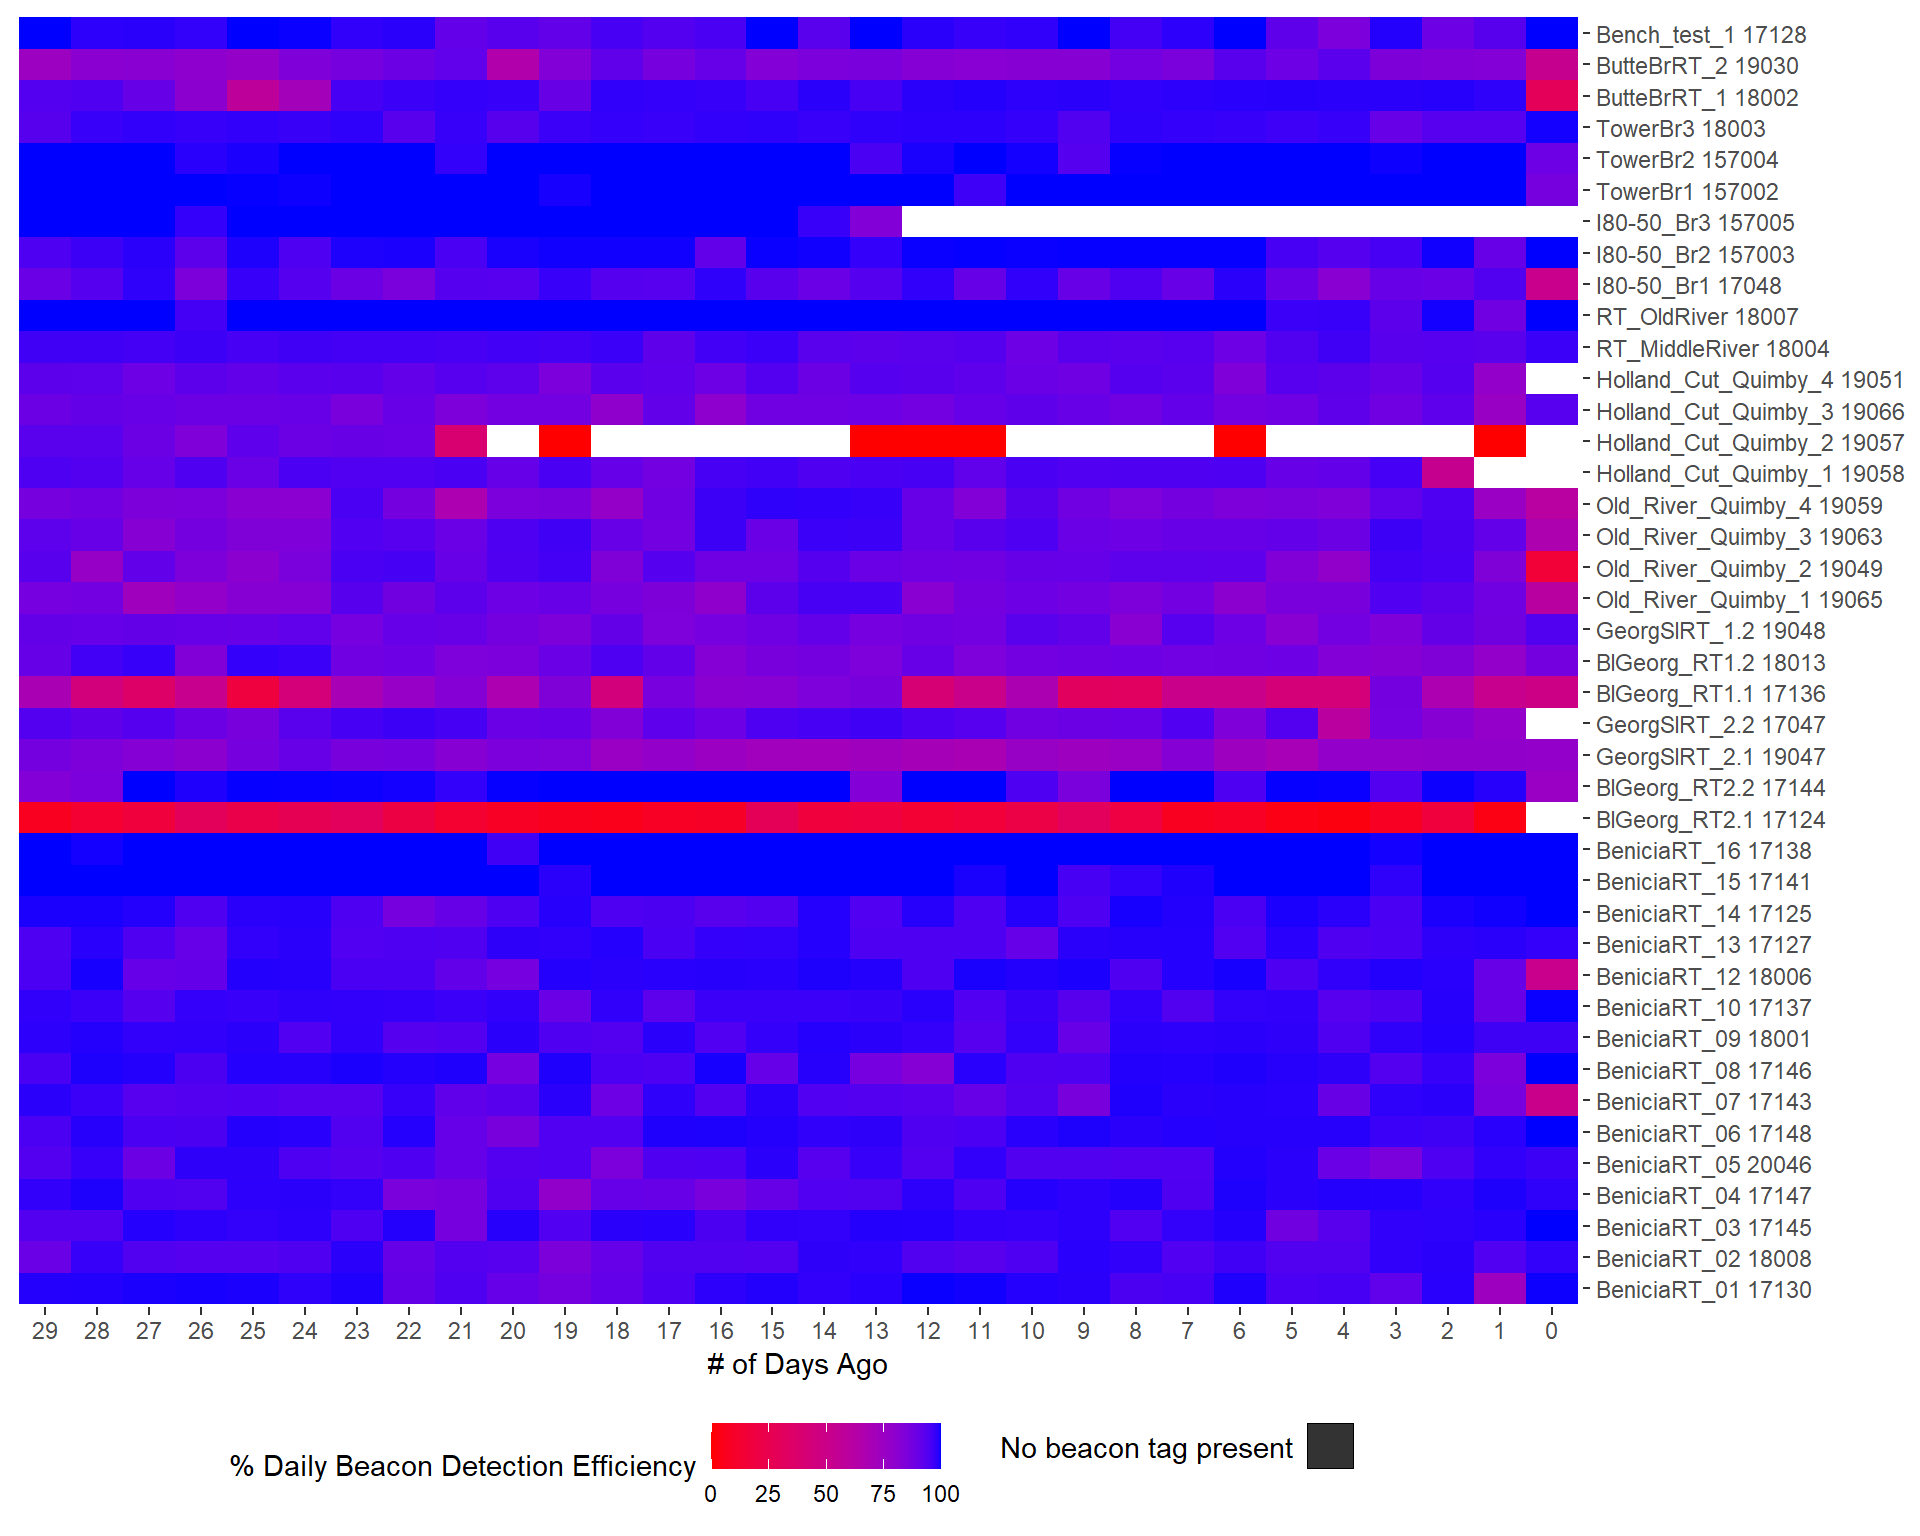 Bench_test_1 17128
ButteBrRT_2 19030
ButteBrRT_1 18002
TowerBr3 18003
TowerBr2 157004
TowerBr1 157002
I80-50_Br3 157005
I80-50_Br2 157003
I80-50_Br1 17048
RT_OldRiver 18007
RT_MiddleRiver 18004
Holland_Cut_Quimby_4 19051
Holland_Cut_Quimby_3 19066
Holland_Cut_Quimby_2 19057
Holland_Cut_Quimby_1 19058
Old_River_Quimby_4 19059
Old_River_Quimby_3 19063
Old_River_Quimby_2 19049
Old_River_Quimby_1 19065
GeorgSlRT_1.2 19048
BlGeorg_RT1.2 18013
BlGeorg_RT1.1 17136
GeorgSlRT_2.2 17047
GeorgSlRT_2.1 19047
BlGeorg_RT2.2 17144
BlGeorg_RT2.1 17124
BeniciaRT_16 17138
BeniciaRT_15 17141
BeniciaRT_14 17125
BeniciaRT_13 17127
BeniciaRT_12 18006
BeniciaRT_10 17137
BeniciaRT_09 18001
BeniciaRT_08 17146
BeniciaRT_07 17143
BeniciaRT_06 17148
BeniciaRT_05 20046
BeniciaRT_04 17147
BeniciaRT_03 17145
BeniciaRT_02 18008
BeniciaRT_01 17130
29 28 27 26 25 24 23 22 21 20 19 18 17 16 15 14 13 12 11 10 9 8 7 6 5 4 3 2 1 0
# of Days Ago
% Daily Beacon Detection Efficiency
0 25 50 75 100
No beacon tag present